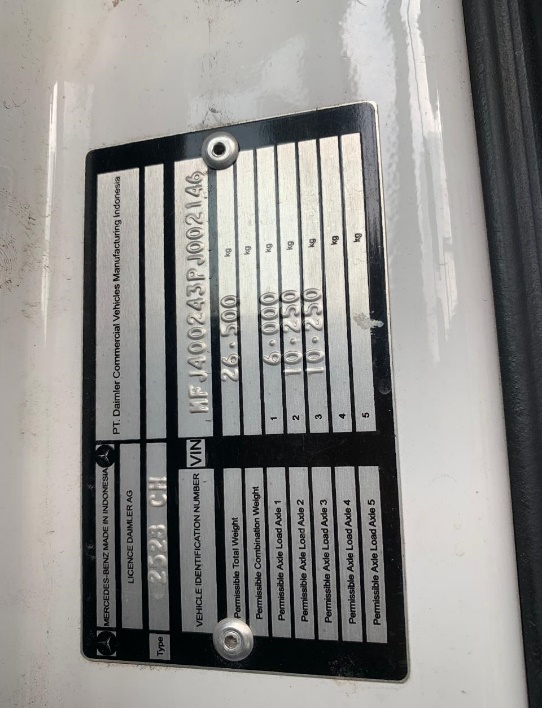 MERCEDES-BENZ MADE IN INDONESIA
PT. Daimler Commercial Vehicles Manufacturing Indonesia
LICENCE DAIMLER AG
Type 2528 CH
VEHICLE IDENTIFICATION NUMBER VIN MFJ400243PJ002146
Permissible Total Weight 26.500 kg
Permissible Combination Weight kg
Permissible Axle Load Axle 1 1 6.000 kg
Permissible Axle Load Axle 2 2 10.250 kg
Permissible Axle Load Axle 3 3 10.250 kg
Permissible Axle Load Axle 4 4 kg
Permissible Axle Load Axle 5 5 kg